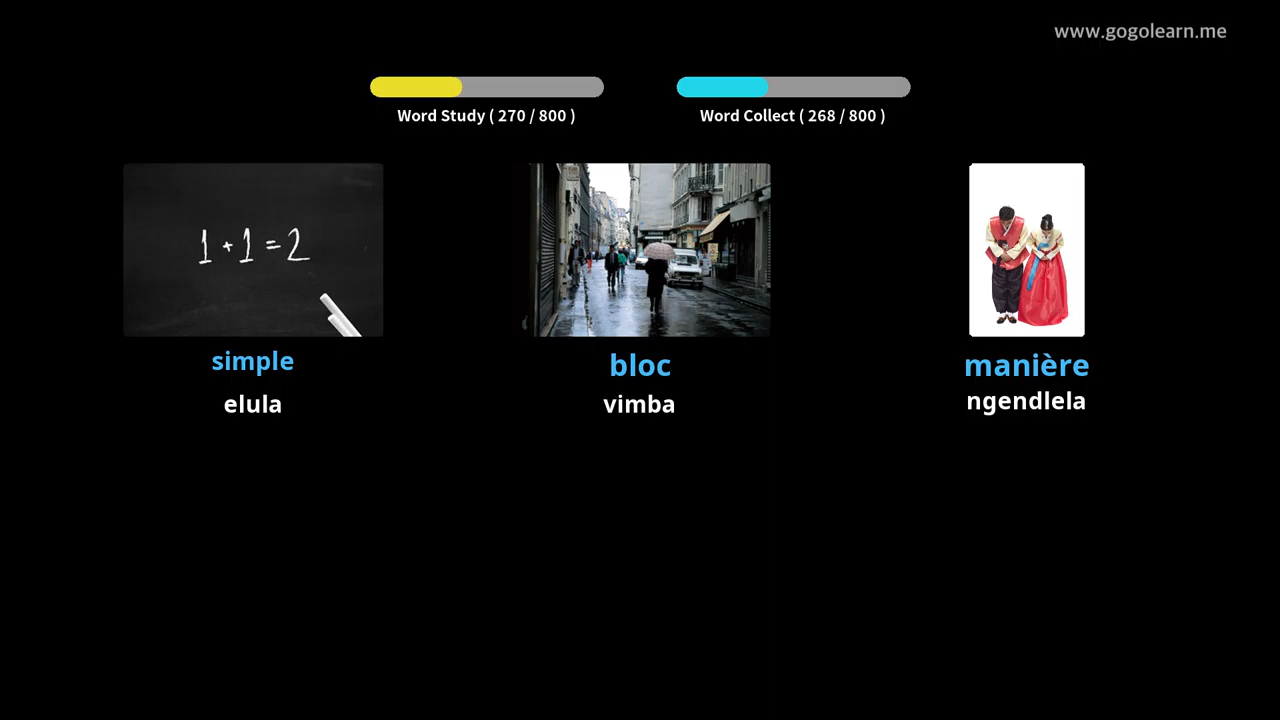 www.gogolearn.me
Word Study ( 270 / 800 )
Word Collect ( 268 / 800 )
1 + 1 = 2
simple
bloc
manière
elula
vimba
ngendlela